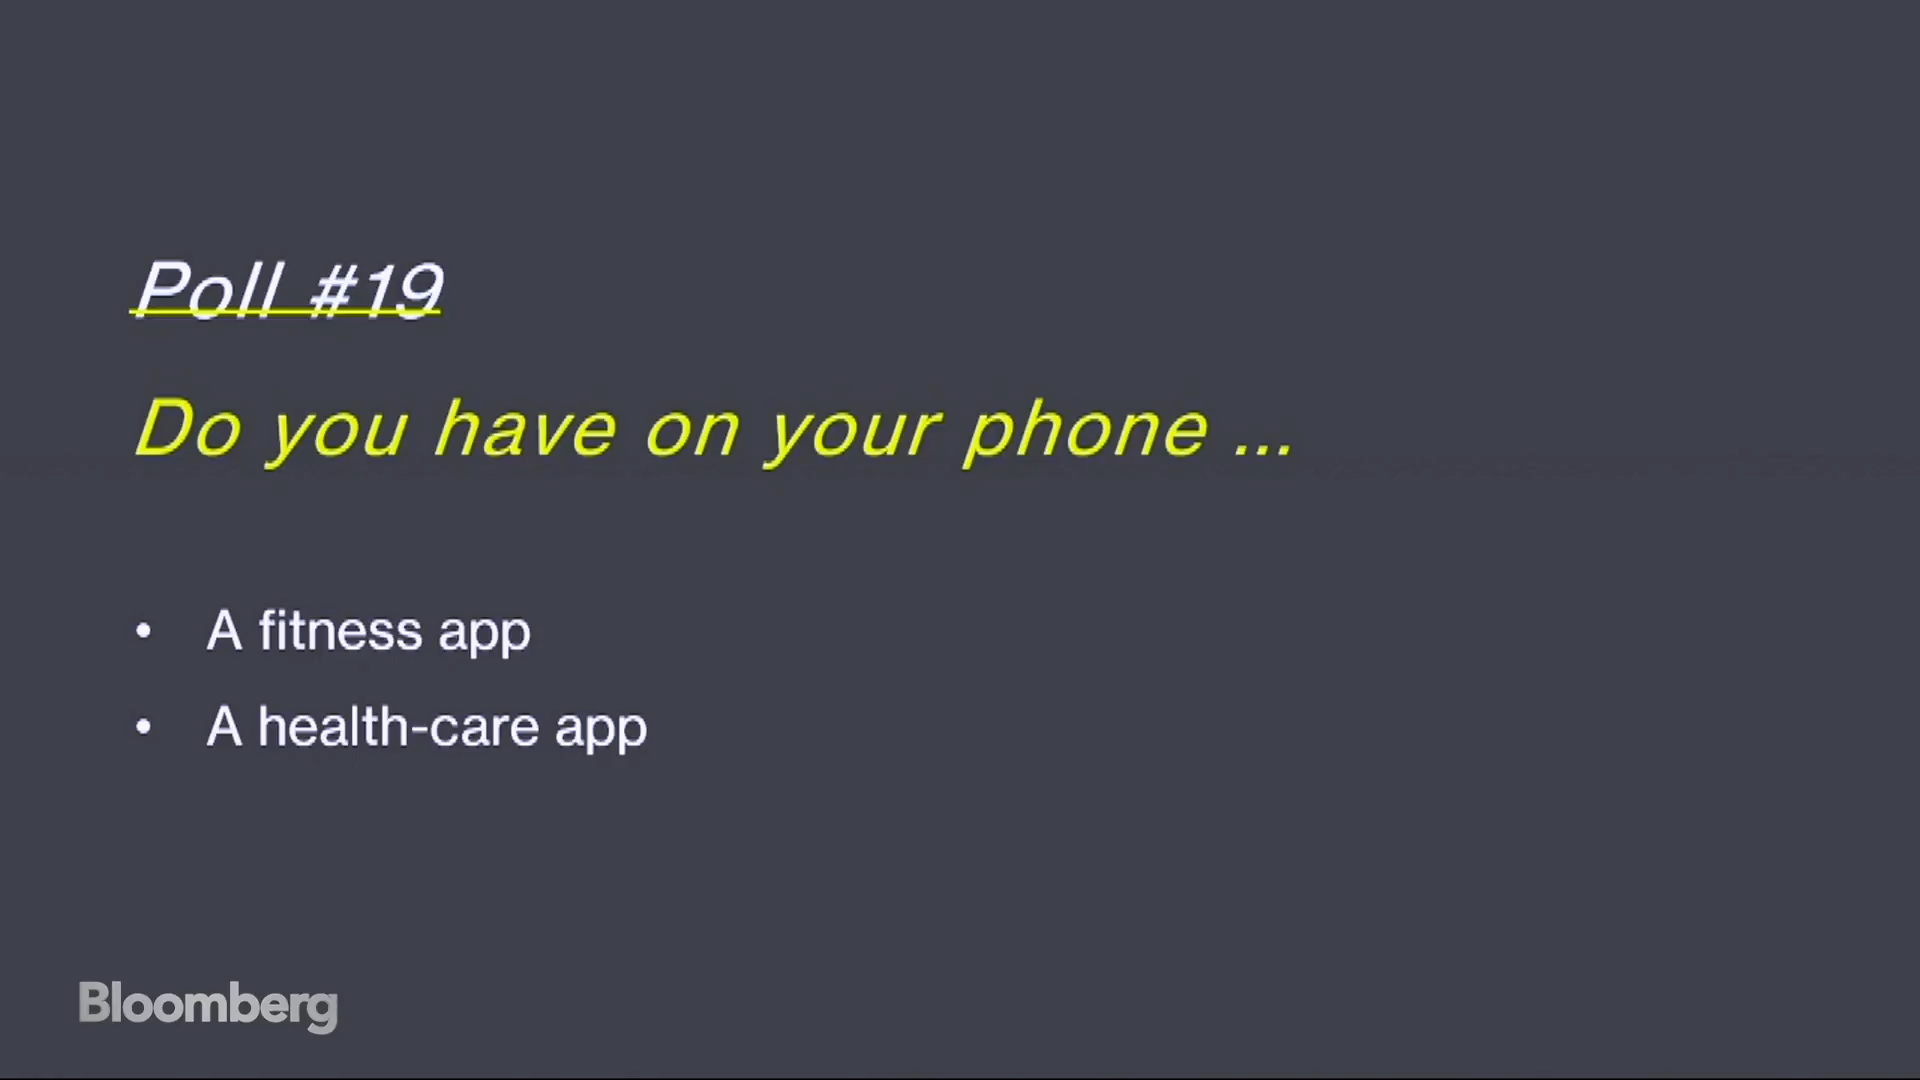 Poll #19
Do you have on your phone ...
• A fitness app
• A health-care app
Bloomberg